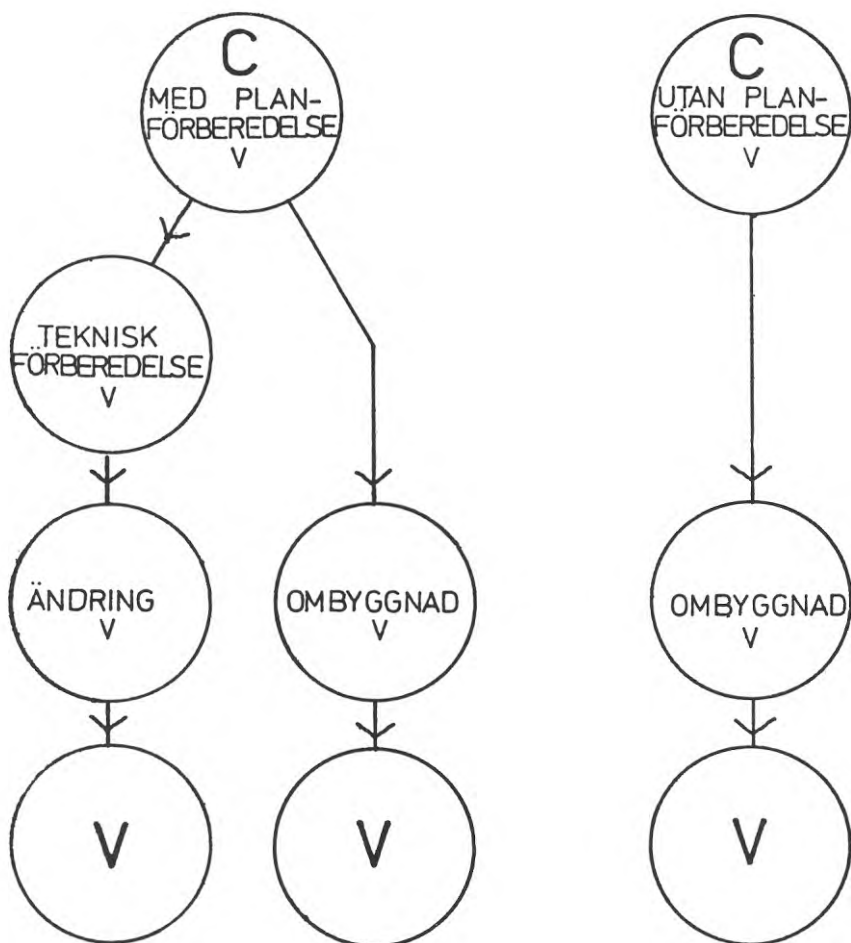 C
MED PLAN-
FÖRBEREDELSE
V
C
UTAN PLAN-
FÖRBEREDELSE
V
TEKNISK
FÖRBEREDELSE
V
ÄNDRING
V
OMBYGGNAD
V
OMBYGGNAD
V
V
V
V